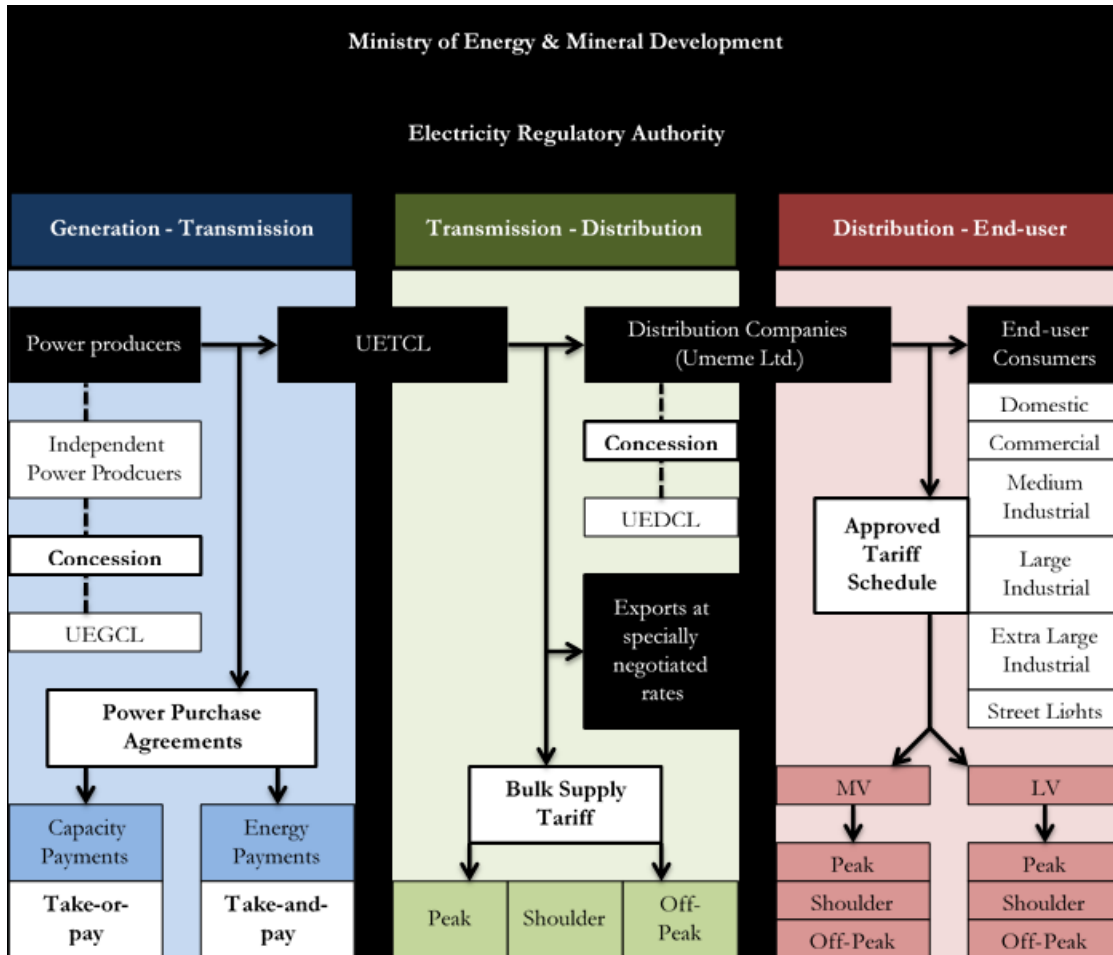 Ministry of Energy & Mineral Development
Electricity Regulatory Authority
Generation - Transmission
Transmission - Distribution
Distribution - End-user
Power producers
UETCL
Distribution Companies
(Umeme Ltd.)
End-user
Consumers
Independent
Power Prodcuers
Concession
UEGCL
Power Purchase
Agreements
Capacity
Payments
Energy
Payments
Take-or-
pay
Take-and-
pay
Concession
UEDCL
Exports at
specially
negotiated
rates
Bulk Supply
Tariff
Peak
Shoulder
Off-
Peak
Domestic
Commercial
Medium
Industrial
Large
Industrial
Extra Large
Industrial
Street Lights
Approved
Tariff
Schedule
MV
LV
Peak
Shoulder
Off-Peak
Peak
Shoulder
Off-Peak